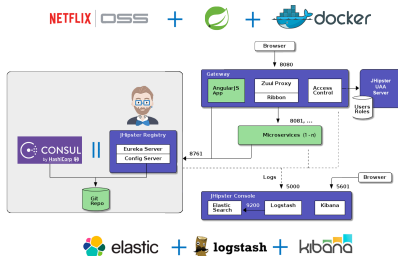 NETFLIX OSS + + docker
Browser
8080
Gateway
AngularJS
App
Zuul Proxy
Ribbon
Access
Control
JHipster
UAA
Server
Users
Roles
8081, ...
Microservices (1 - n)
CONSUL
by HashiCorp
JHipster Registry
Eureka Server
Config Server
8761
Git
Repo
Logs
5000
5601
Browser
JHipster Console
Elastic
Search
9200
Logstash
Kibana
elastic + logstash + kibana